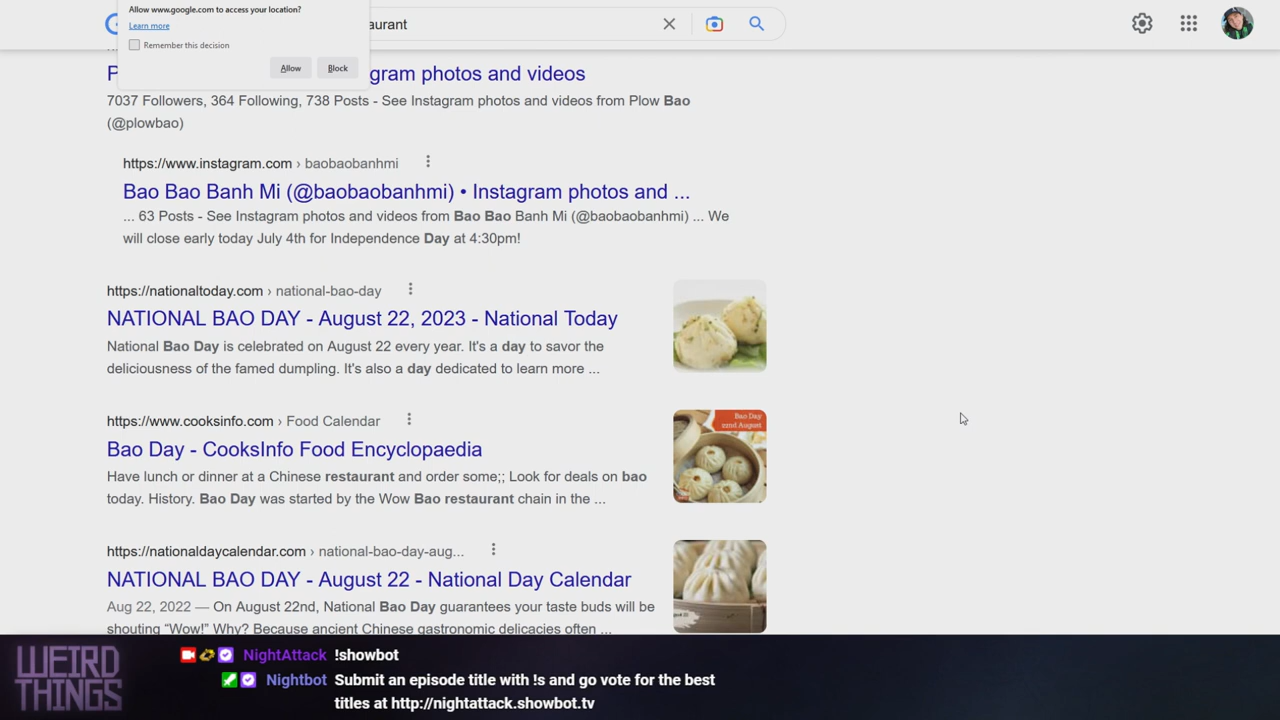 Allow www.google.com to access your location?
Learn more
Remember this decision
Allow
Block
aurant
gram photos and videos
7037 Followers, 364 Following, 738 Posts - See Instagram photos and videos from Plow Bao
(@plowbao)
https://www.instagram.com › baobaobanhmi
Bao Bao Banh Mi (@baobaobanhmi) • Instagram photos and ...
... 63 Posts - See Instagram photos and videos from Bao Bao Banh Mi (@baobaobanhmi) ... We
will close early today July 4th for Independence Day at 4:30pm!
https://nationaltoday.com › national-bao-day
NATIONAL BAO DAY - August 22, 2023 - National Today
National Bao Day is celebrated on August 22 every year. It's a day to savor the
deliciousness of the famed dumpling. It's also a day dedicated to learn more ...
https://www.cooksinfo.com › Food Calendar
Bao Day - CooksInfo Food Encyclopaedia
Have lunch or dinner at a Chinese restaurant and order some;; Look for deals on bao
today. History. Bao Day was started by the Wow Bao restaurant chain in the ...
Bao Day
22nd August
https://nationaldaycalendar.com › national-bao-day-aug...
NATIONAL BAO DAY - August 22 - National Day Calendar
Aug 22, 2022 — On August 22nd, National Bao Day guarantees your taste buds will be
shouting “Wow!” Why? Because ancient Chinese gastronomic delicacies often ...
WEIRD
THINGS
NightAttack !showbot
Nightbot Submit an episode title with !s and go vote for the best
titles at http://nightattack.showbot.tv